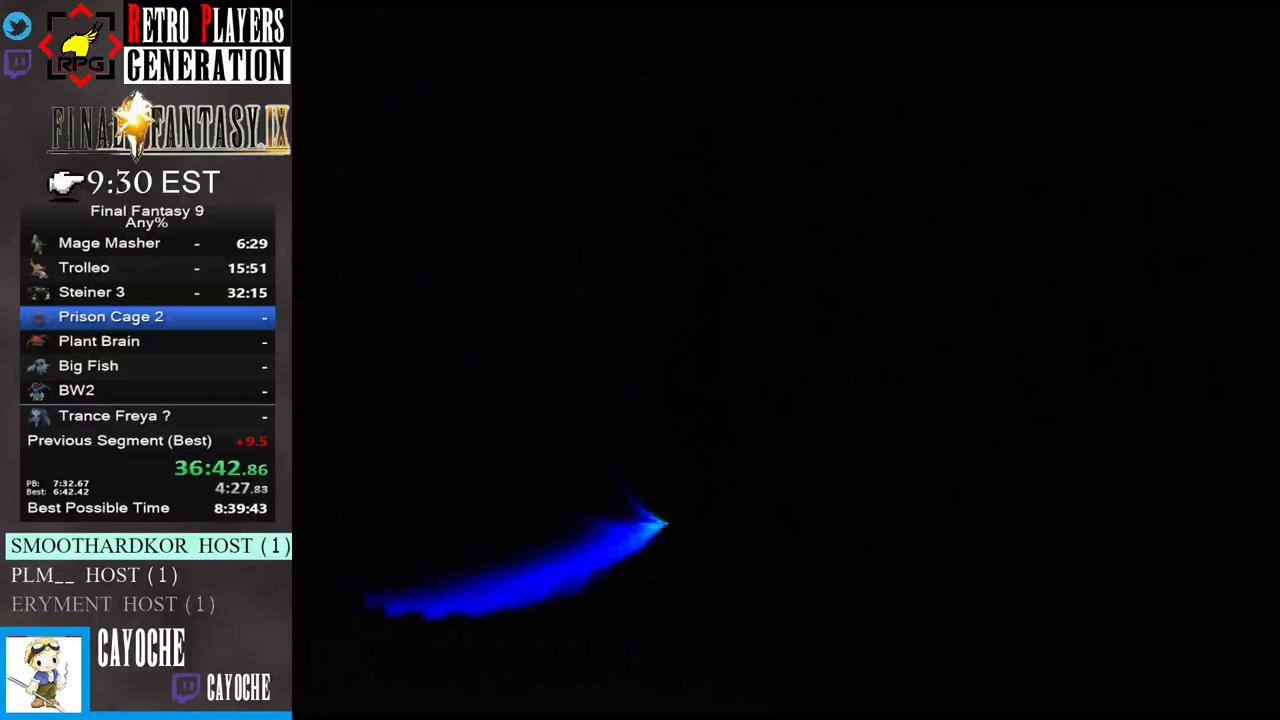 RETRO PLAYERS
GENERATION
RPG
FINAL FANTASY IX
9:30 EST
Final Fantasy 9
Any%
Mage Masher - 6:29
Trolleo - 15:51
Steiner 3 - 32:15
Prison Cage 2 -
Plant Brain -
Big Fish -
BW2 -
Trance Freya ? -
Previous Segment (Best) +9.5
36:42.86
PB: 7:32.67
Best: 6:42.42
4:27.83
Best Possible Time 8:39:43
SMOOTHARDKOR HOST (1)
PLM__ HOST (1)
ERYMENT HOST (1)
CAYOCHE
CAYOCHE